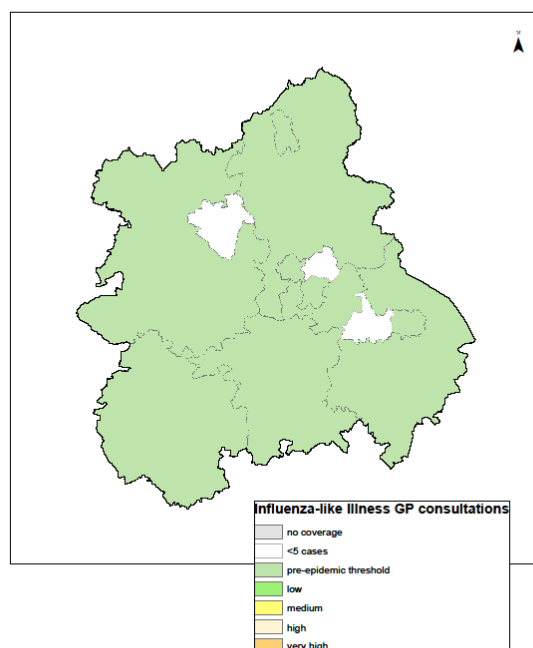 Influenza-like Illness GP consultations
no coverage
<5 cases
pre-epidemic threshold
low
medium
high
very high